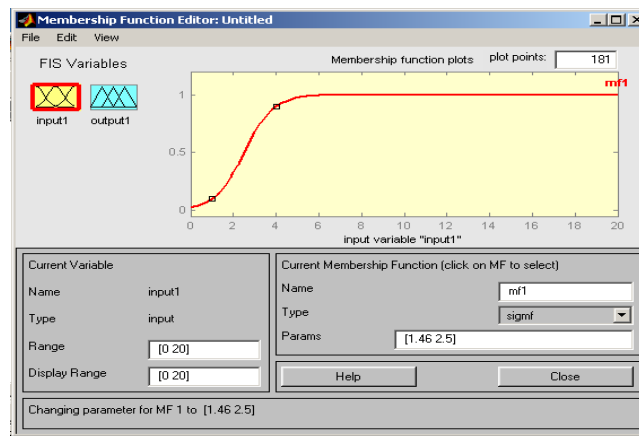 Membership Function Editor: Untitled
File Edit View
FIS Variables
Membership function plots plot points: 181
mf1
input1 output1
1
0.5
0
0 2 4 6 8 10 12 14 16 18 20
input variable "input1"
Current Variable
Name input1
Type input
Range [0 20]
Display Range [0 20]
Current Membership Function (click on MF to select)
Name mf1
Type sigmf
Params [1.46 2.5]
Help Close
Changing parameter for MF 1 to [1.46 2.5]